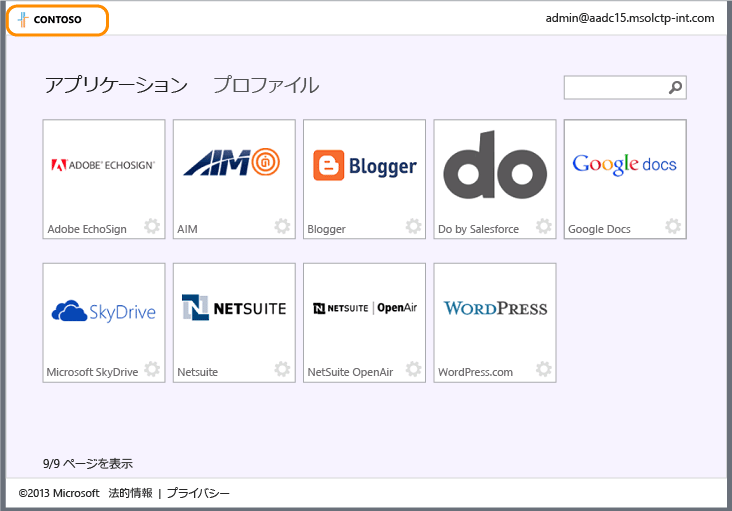 CONTOSO
admin@aadc15.msolctp-int.com
アプリケーション プロファイル
ADOBE® ECHOSIGN™
AIM
Blogger
do
Google docs
Adobe EchoSign
AIM
Blogger
Do by Salesforce
Google Docs
SkyDrive
NETSUITE
NETSUITE | OpenAir
WORDPRESS
Microsoft SkyDrive
Netsuite
NetSuite OpenAir
WordPress.com
9/9 ページを表示
©2013 Microsoft 法的情報 | プライバシー